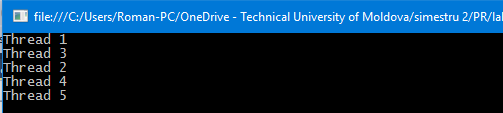 file:///C:/Users/Roman-PC/OneDrive - Technical University of Moldova/simestru 2/PR/la
Thread 1
Thread 3
Thread 2
Thread 4
Thread 5